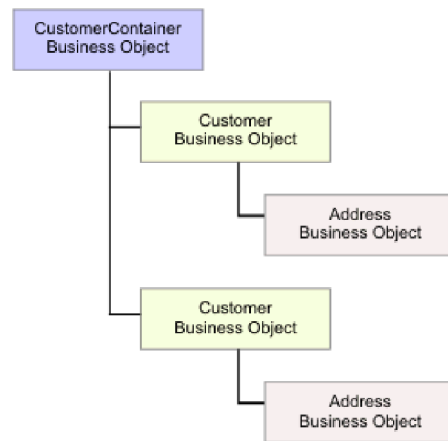 CustomerContainer
Business Object
Customer
Business Object
Address
Business Object
Customer
Business Object
Address
Business Object